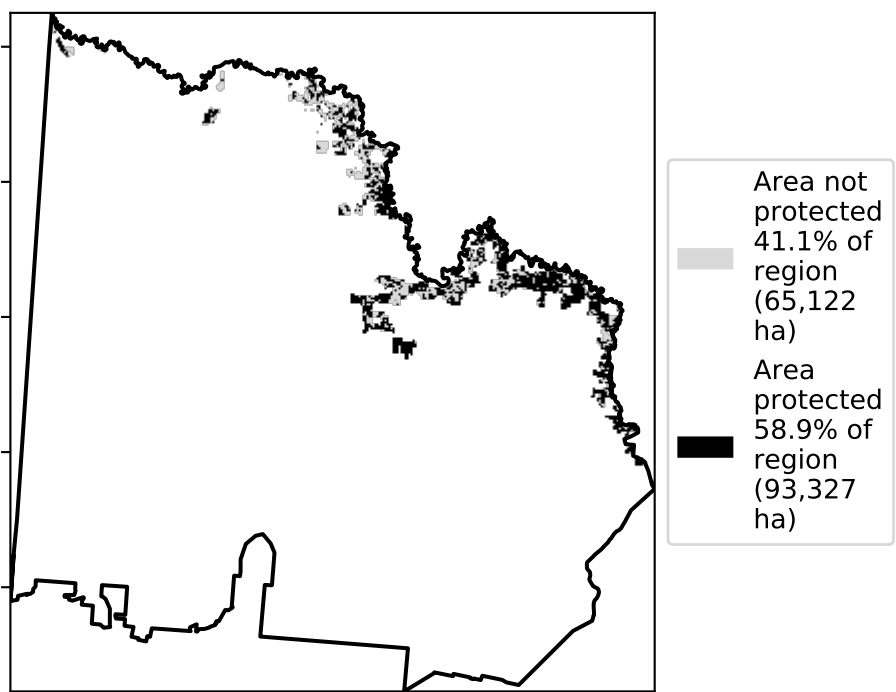 Area not
protected
41.1% of
region
(65,122
ha)
Area
protected
58.9% of
region
(93,327
ha)